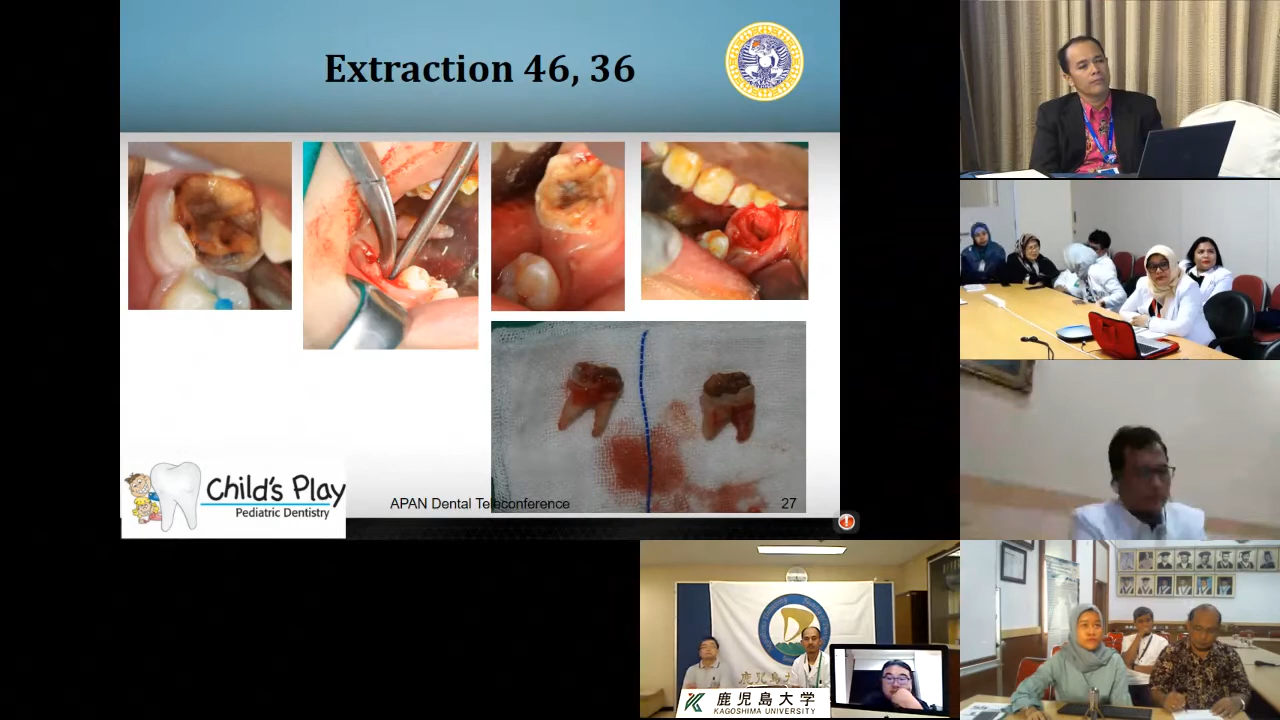 Extraction 46, 36
Child's Play
Pediatric Dentistry
APAN Dental Teleconference
27
鹿児島大学
KAGOSHIMA UNIVERSITY